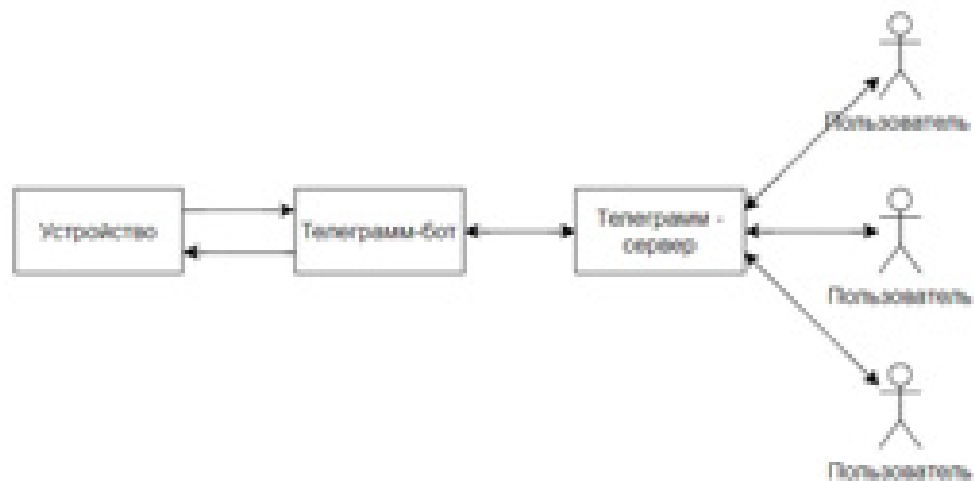 Пользователь
Устройство
Телеграмм-бот
Телеграмм -
сервер
Пользователь
Пользователь